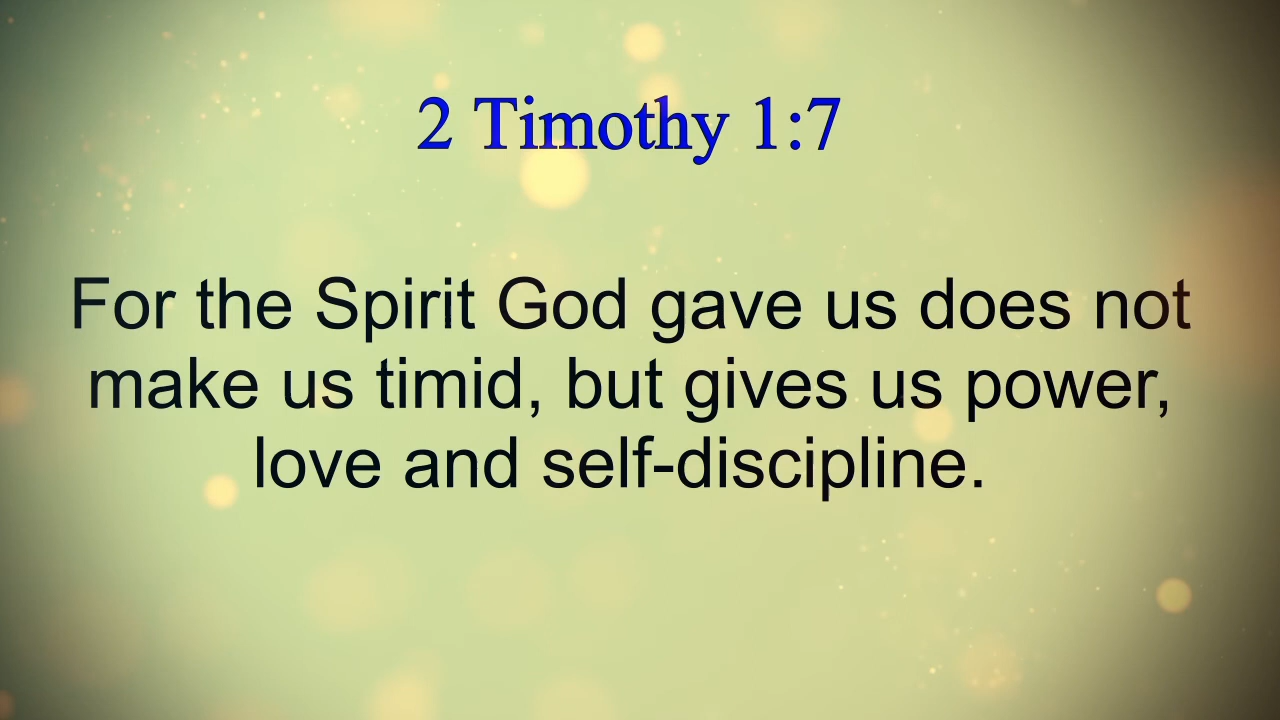 2 Timothy 1:7
For the Spirit God gave us does not
make us timid, but gives us power,
love and self-discipline.